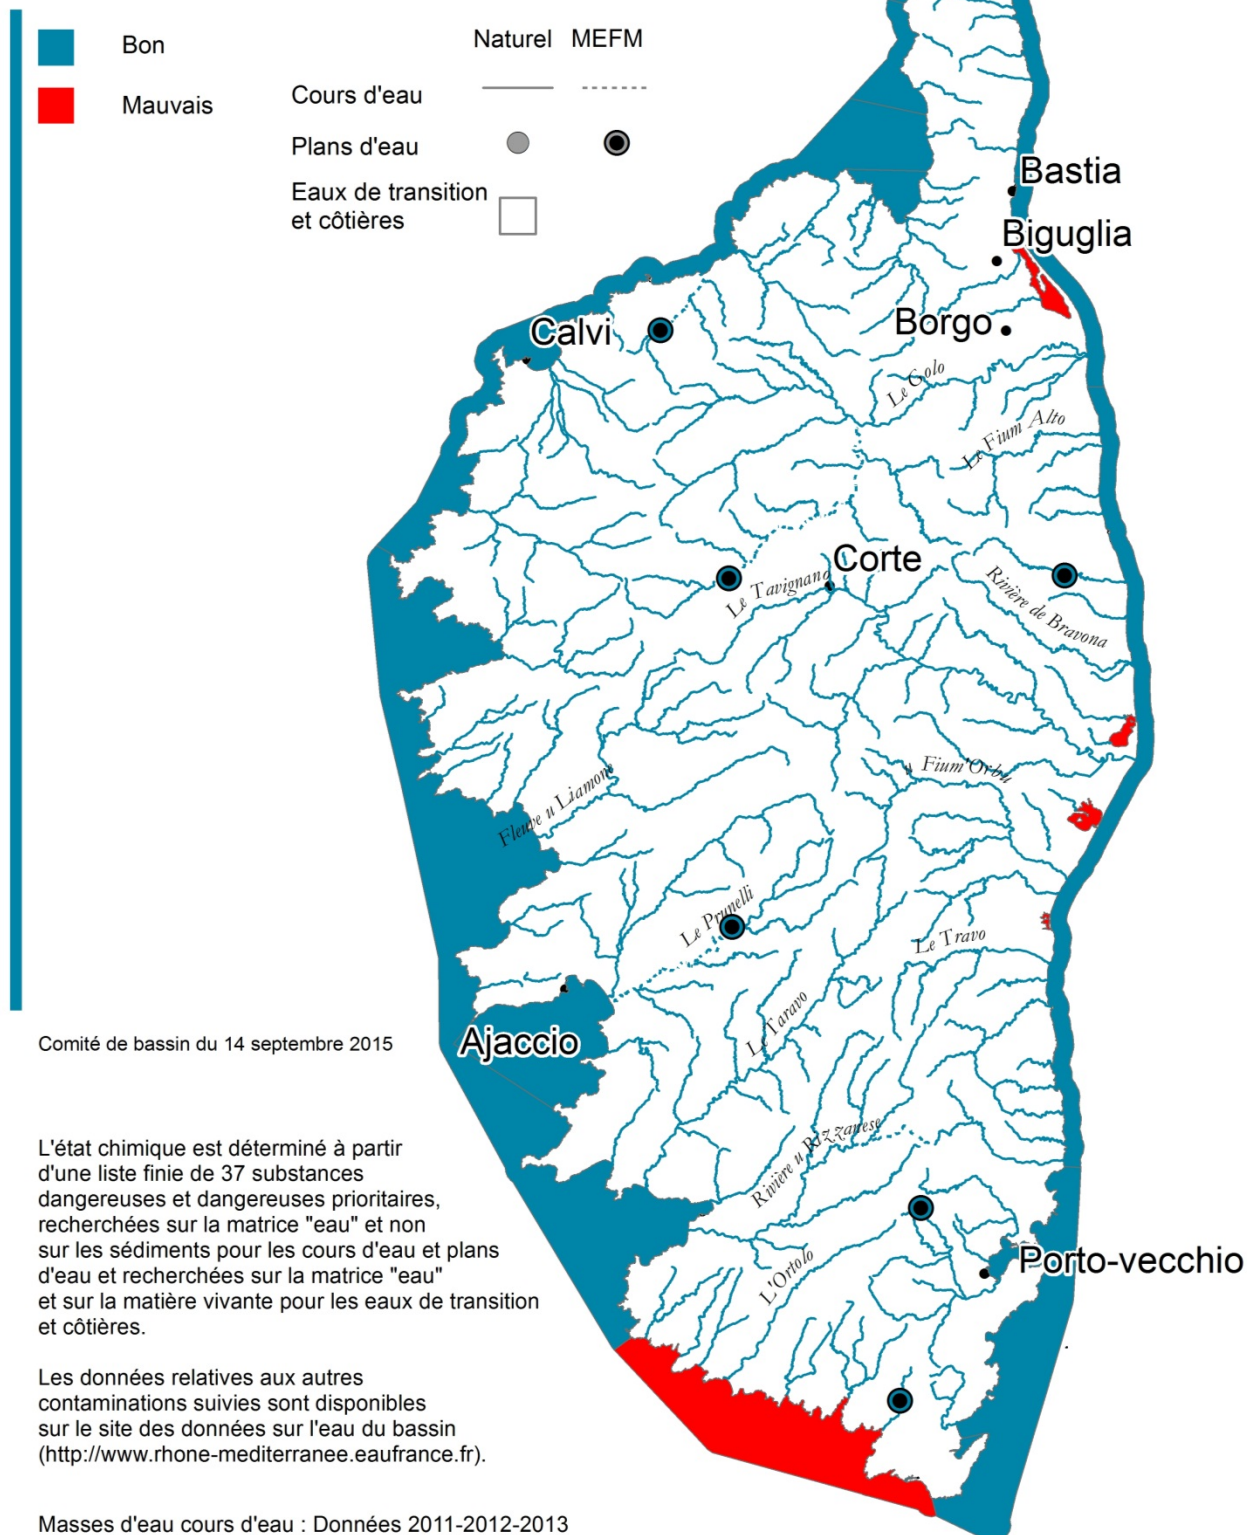 Bon
Mauvais
Naturel MEFM
Cours d'eau
Plans d'eau
Eaux de transition
et côtières
Bastia
Biguglia
Borgo
Calvi
Le Golo
Le Fium Alto
Corte
Le Tavignano
Rivière de Bravona
u Fium'Orbu
Fleuve u Liamone
Le Prunelli
Le Travo
Ajaccio
Le Taravo
Rivière u Rizzanese
L'Ortolo
Porto-vecchio
Comité de bassin du 14 septembre 2015
L'état chimique est déterminé à partir
d'une liste finie de 37 substances
dangereuses et dangereuses prioritaires,
recherchées sur la matrice "eau" et non
sur les sédiments pour les cours d'eau et plans
d'eau et recherchées sur la matrice "eau"
et sur la matière vivante pour les eaux de transition
et côtières.
Les données relatives aux autres
contaminations suivies sont disponibles
sur le site des données sur l'eau du bassin
(http://www.rhone-mediterranee.eaufrance.fr).
Masses d'eau cours d'eau : Données 2011-2012-2013